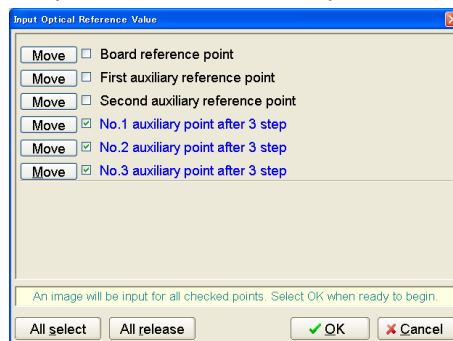 Input Optical Reference Value
Move Board reference point
Move First auxiliary reference point
Move Second auxiliary reference point
Move No.1 auxiliary point after 3 step
Move No.2 auxiliary point after 3 step
Move No.3 auxiliary point after 3 step
An image will be input for all checked points. Select OK when ready to begin.
All select All release OK Cancel